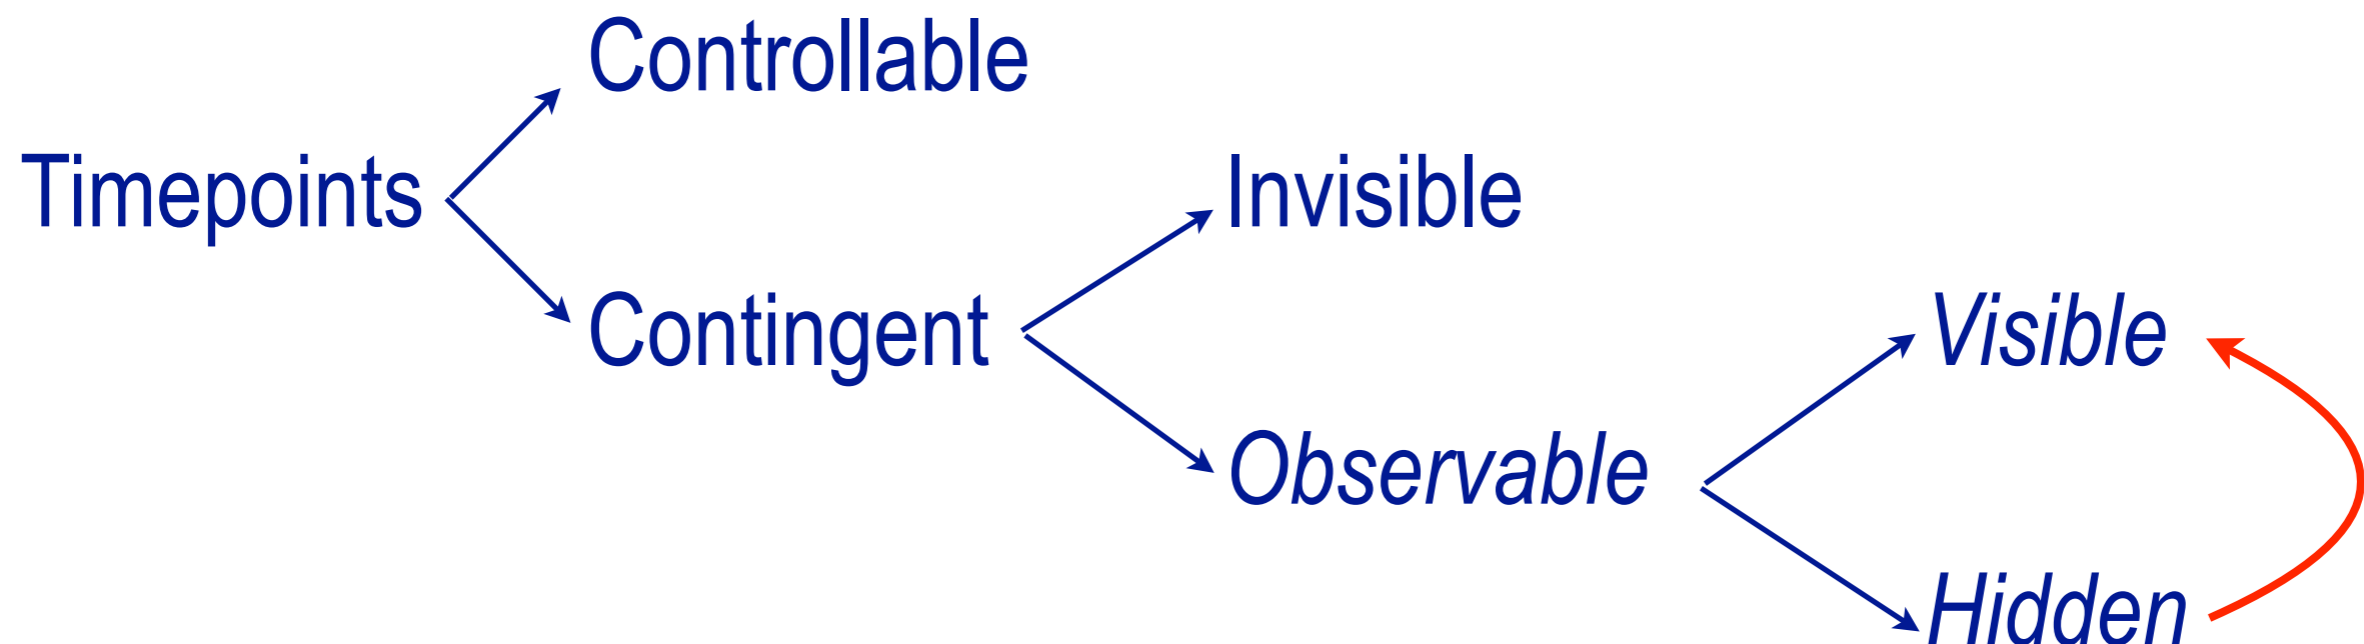 Controllable
Timepoints
Invisible
Contingent
Visible
Observable
Hidden